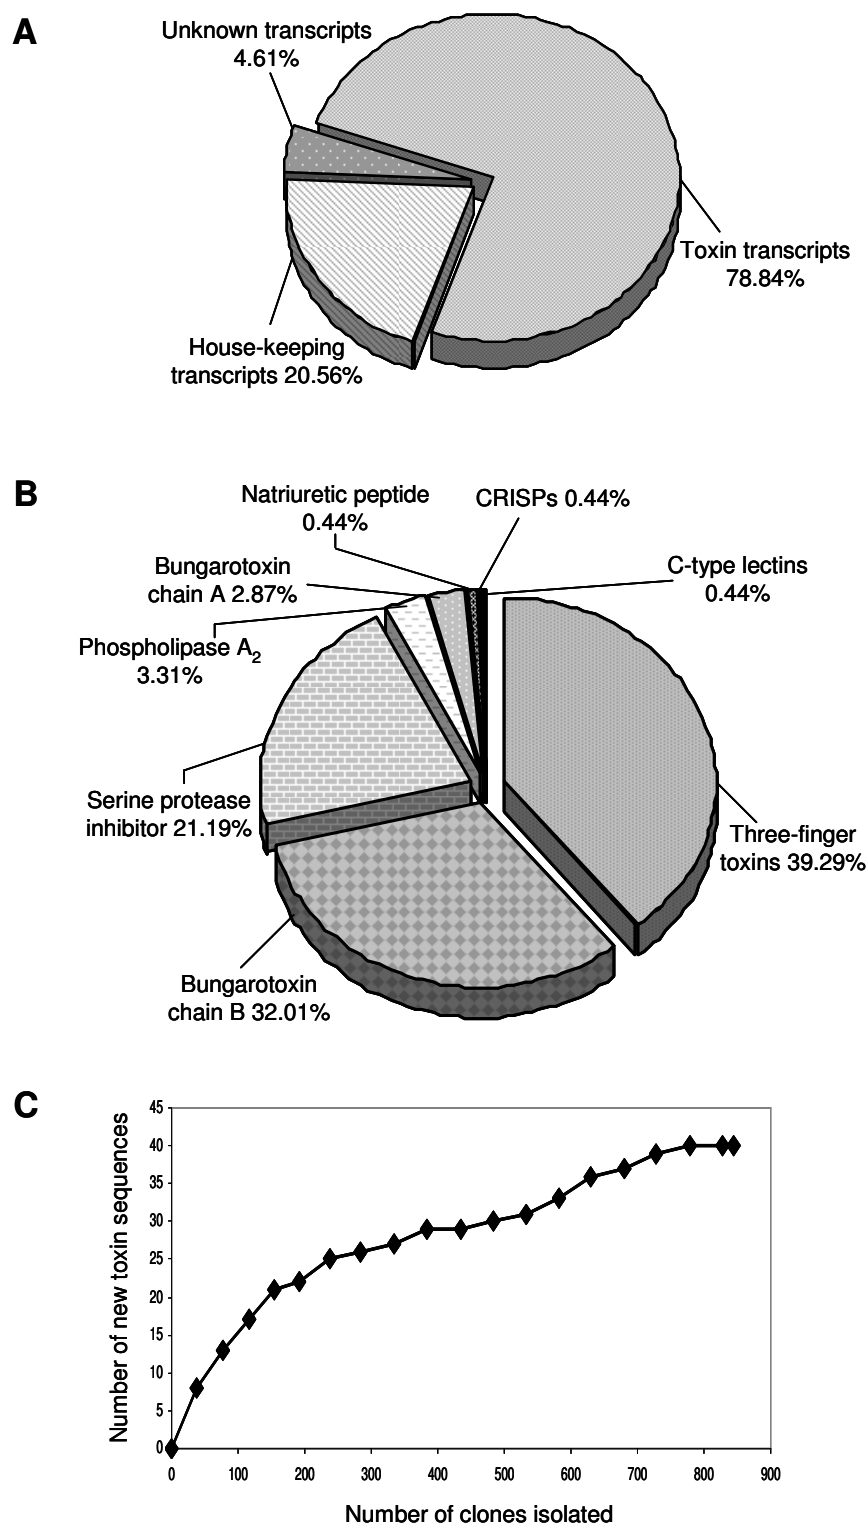 A
Unknown transcripts
4.61%
Toxin transcripts
78.84%
House-keeping
transcripts 20.56%
B
Natriuretic peptide
0.44%
CRISPs 0.44%
Bungarotoxin
chain A 2.87%
C-type lectins
0.44%
Phospholipase A2
3.31%
Serine protease
inhibitor 21.19%
Three-finger
toxins 39.29%
Bungarotoxin
chain B 32.01%
C
Number of new toxin sequences
45
40
35
30
25
20
15
10
5
0
0 100 200 300 400 500 600 700 800 900
Number of clones isolated